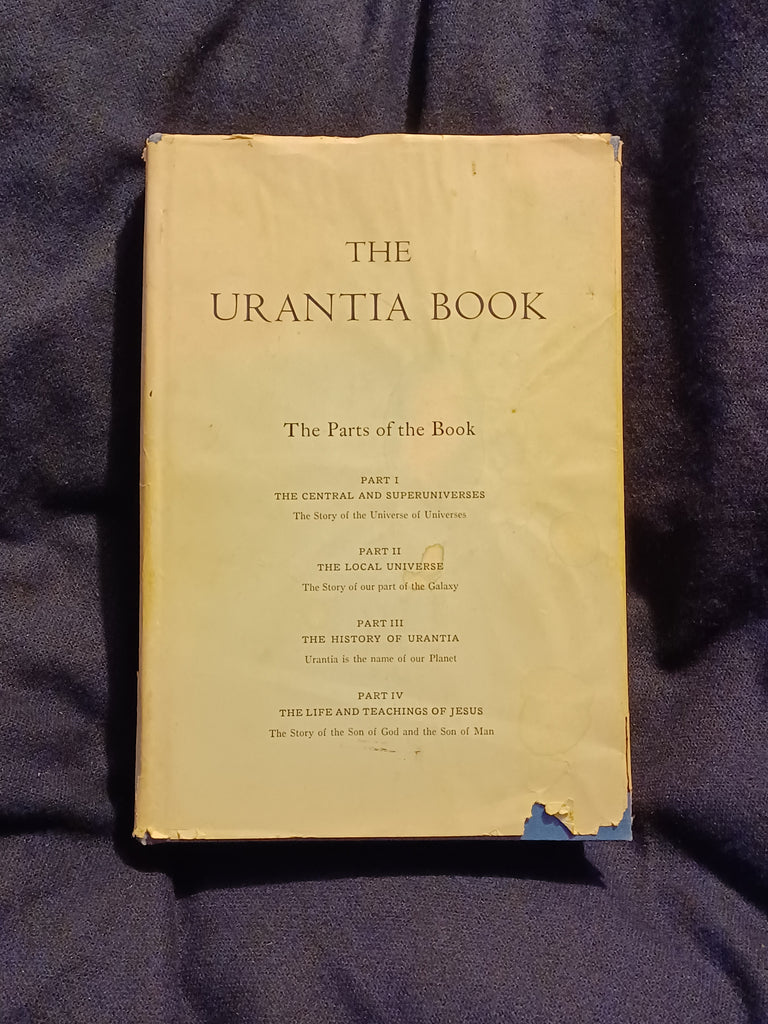 THE
URANTIA BOOK
The Parts of the Book
PART I
THE CENTRAL AND SUPERUNIVERSES
The Story of the Universe of Universes
PART II
THE LOCAL UNIVERSE
The Story of our part of the Galaxy
PART III
THE HISTORY OF URANTIA
Urantia is the name of our Planet
PART IV
THE LIFE AND TEACHINGS OF JESUS
The Story of the Son of God and the Son of Man